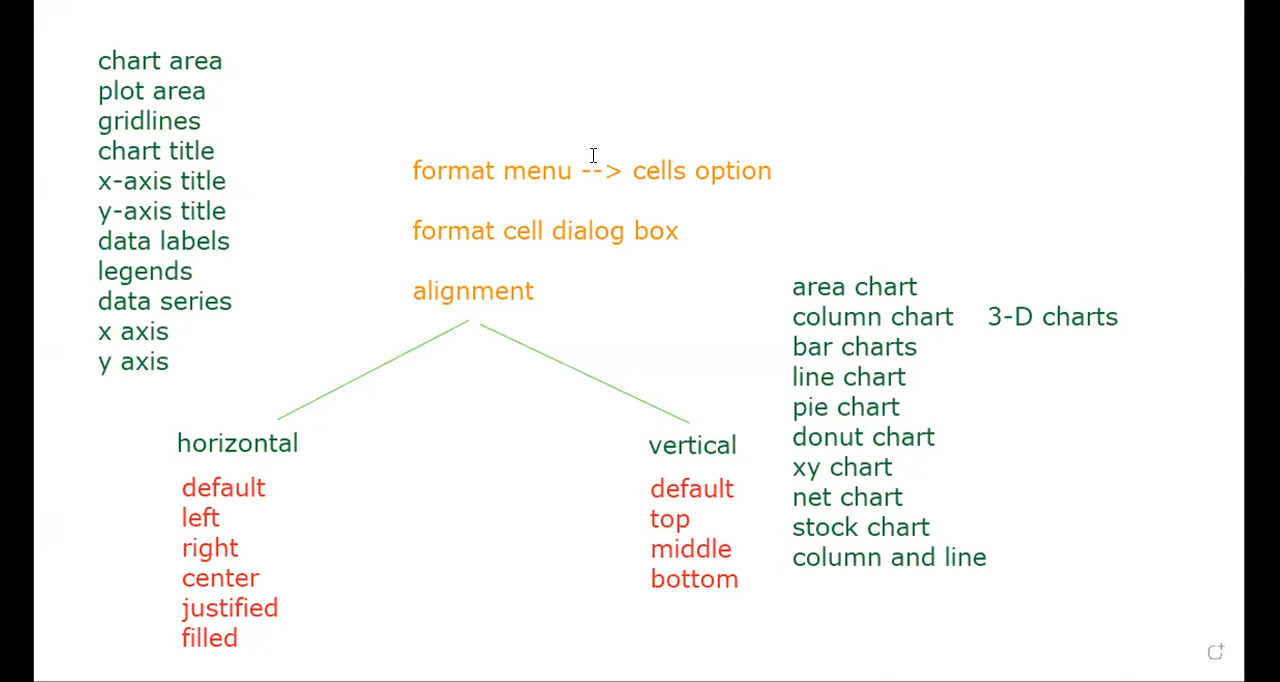 chart area
plot area
gridlines
chart title
x-axis title
y-axis title
data labels
legends
data series
x axis
y axis
format menu --> cells option
format cell dialog box
alignment
horizontal
default
left
right
center
justified
filled
vertical
default
top
middle
bottom
area chart
column chart 3-D charts
bar charts
line chart
pie chart
donut chart
xy chart
net chart
stock chart
column and line